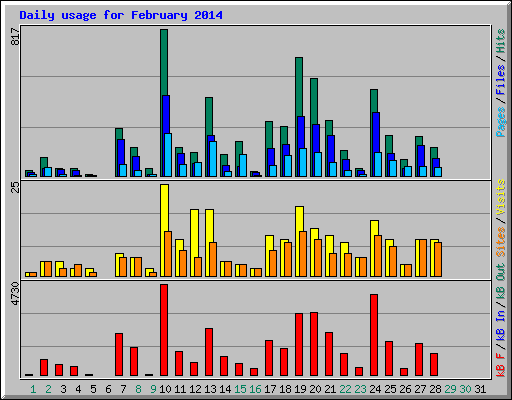 Daily usage for February 2014
817
25
4730
Pages / Files / Hits
Sites / Visits
kB F / kB In / kB Out
1 2 3 4 5 6 7 8 9 10 11 12 13 14 15 16 17 18 19 20 21 22 23 24 25 26 27 28 29 30 31